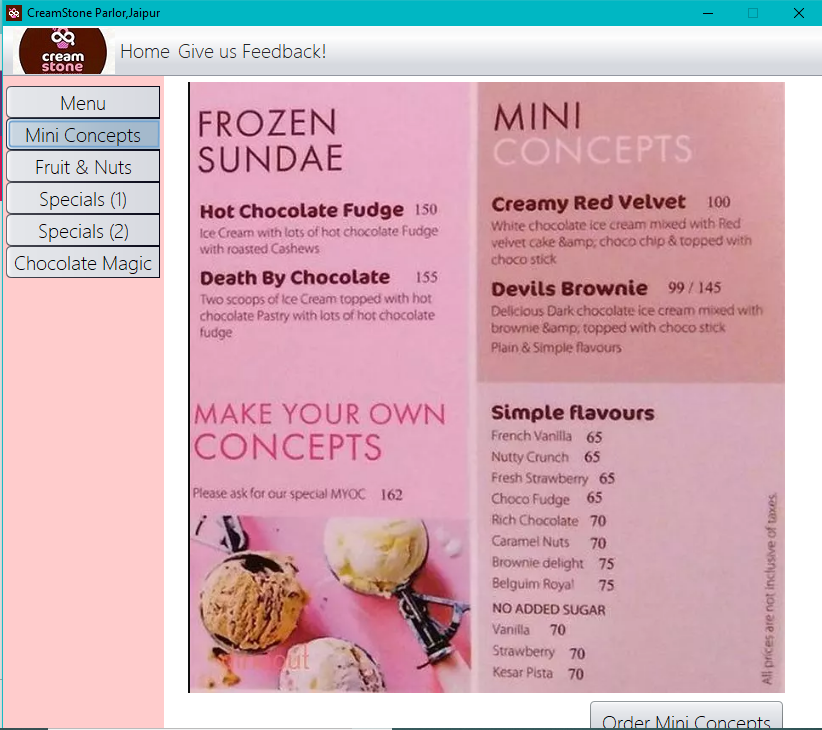 CreamStone Parlor,Jaipur
cream
stone
Home Give us Feedback!
Menu
Mini Concepts
Fruit & Nuts
Specials (1)
Specials (2)
Chocolate Magic
FROZEN
SUNDAE
Hot Chocolate Fudge 150
Ice Cream with lots of hot chocolate Fudge
with roasted Cashews
Death By Chocolate 155
Two scoops of Ice Cream topped with hot
chocolate Pastry with lots of hot chocolate
fudge
MAKE YOUR OWN
CONCEPTS
Please ask for our special MYOC 162
MINI
CONCEPTS
Creamy Red Velvet 100
White chocolate ice cream mixed with Red
velvet cake &amp; choco chip & topped with
choco stick
Devils Brownie 99 / 145
Delicious Dark chocolate ice cream mixed with
brownie &amp; topped with choco stick
Plain & Simple flavours
Simple flavours
French Vanilla 65
Nutty Crunch 65
Fresh Strawberry 65
Choco Fudge 65
Rich Chocolate 70
Caramel Nuts 70
Brownie delight 75
Belguim Royal 75
NO ADDED SUGAR
Vanilla 70
Strawberry 70
Kesar Pista 70
All prices are not inclusive of taxes.
Order Mini Concepts